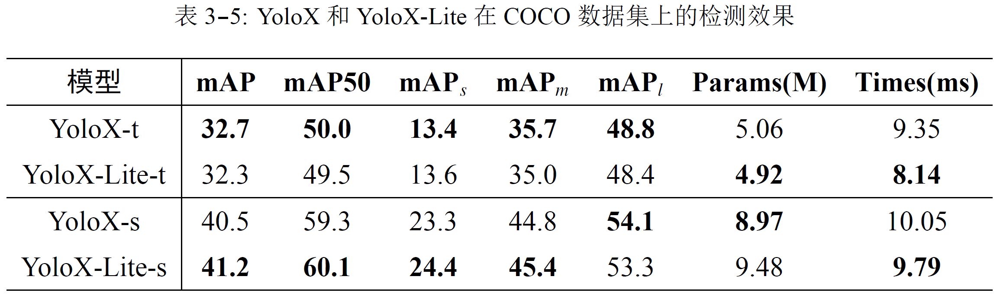 表 3–5: YoloX 和 YoloX-Lite 在 COCO 数据集上的检测效果
模型 mAP mAP50 mAPs mAPm mAPl Params(M) Times(ms)
YoloX-t 32.7 50.0 13.4 35.7 48.8 5.06 9.35
YoloX-Lite-t 32.3 49.5 13.6 35.0 48.4 4.92 8.14
YoloX-s 40.5 59.3 23.3 44.8 54.1 8.97 10.05
YoloX-Lite-s 41.2 60.1 24.4 45.4 53.3 9.48 9.79